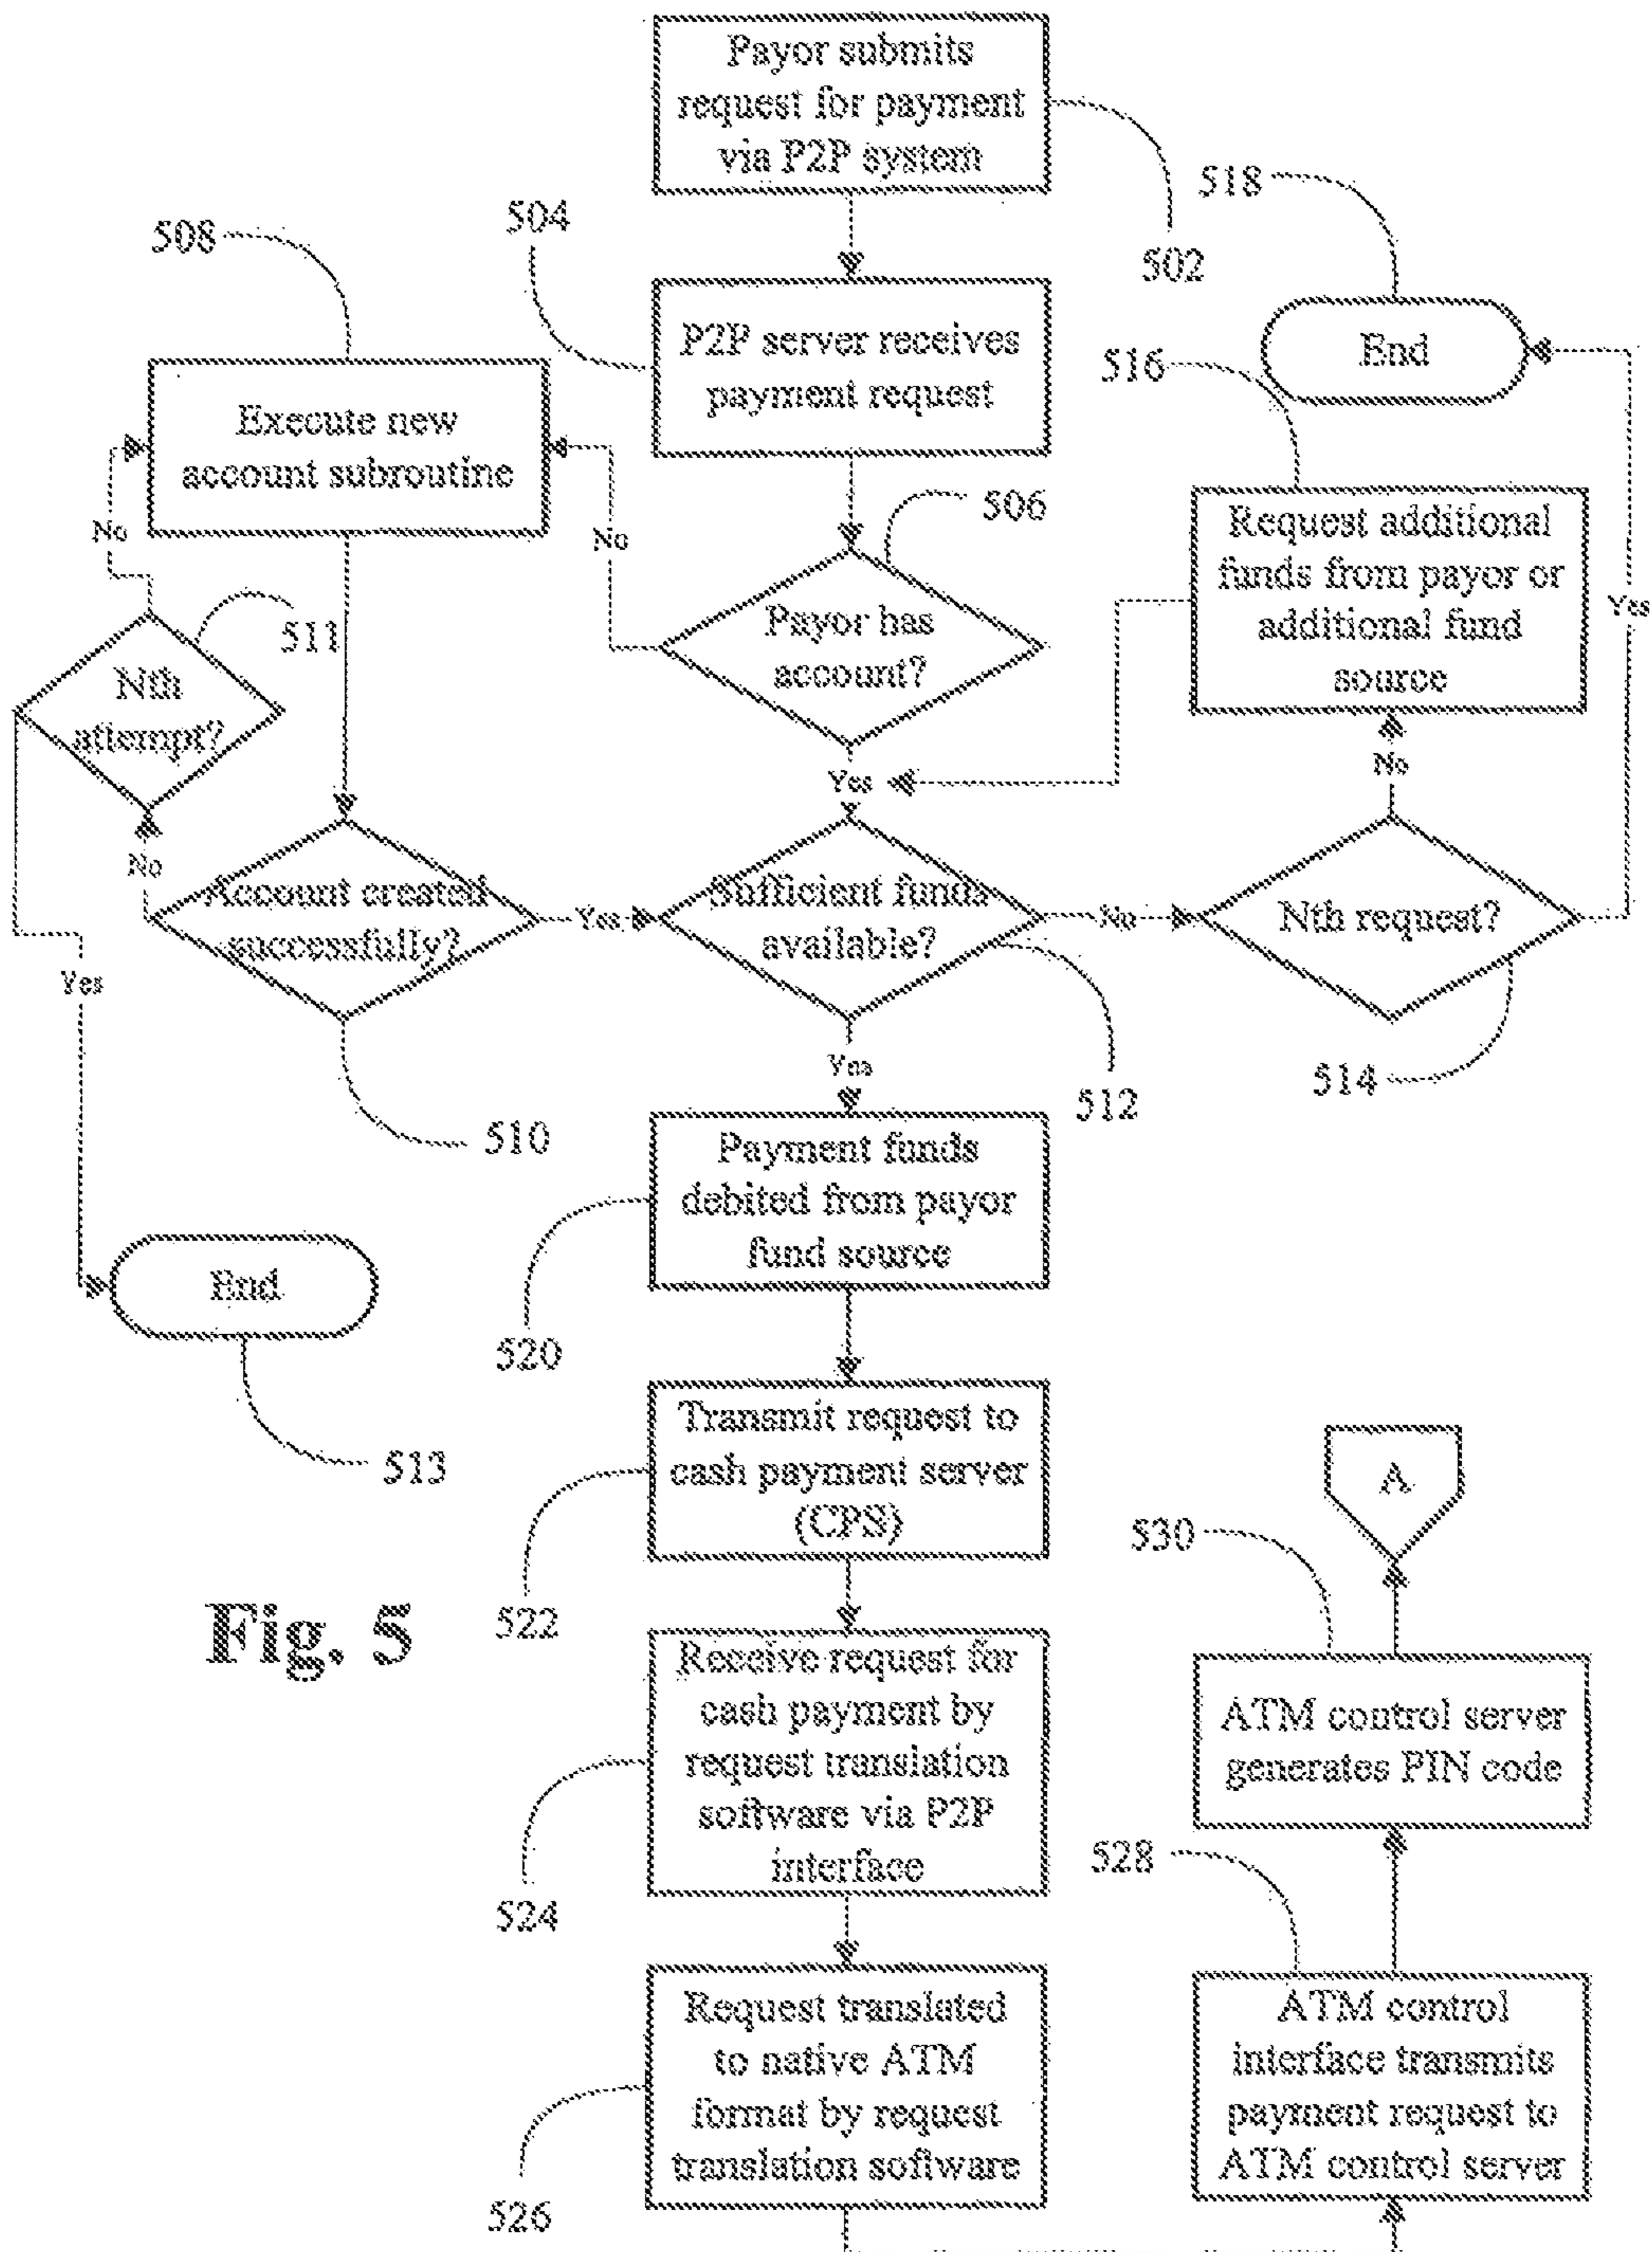 Payor submits
request for payment
via P2P system
502
504
P2P server receives
payment request
506
Payor has
account?
No
Yes
508
Execute new
account subroutine
No
511
Nth
attempt?
No
Yes
Account created
successfully?
510
Yes
End
513
Sufficient funds
available?
512
No
Nth request?
514
No
Yes
516
Request additional
funds from payor or
additional fund
source
518
End
Yes
Payment funds
debited from payor
fund source
520
Transmit request to
cash payment server
(CPS)
522
Receive request for
cash payment by
request translation
software via P2P
interface
524
Request translated
to native ATM
format by request
translation software
526
ATM control
interface transmits
payment request to
ATM control server
528
ATM control server
generates PIN code
530
A
Fig. 5